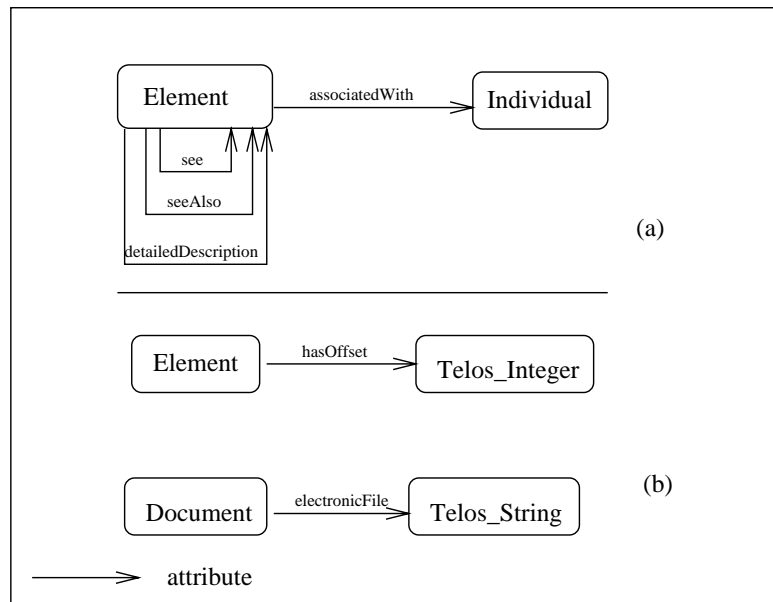 Element
associatedWith
Individual
see
seeAlso
detailedDescription
(a)
Element
hasOffset
Telos_Integer
Document
electronicFile
Telos_String
(b)
attribute